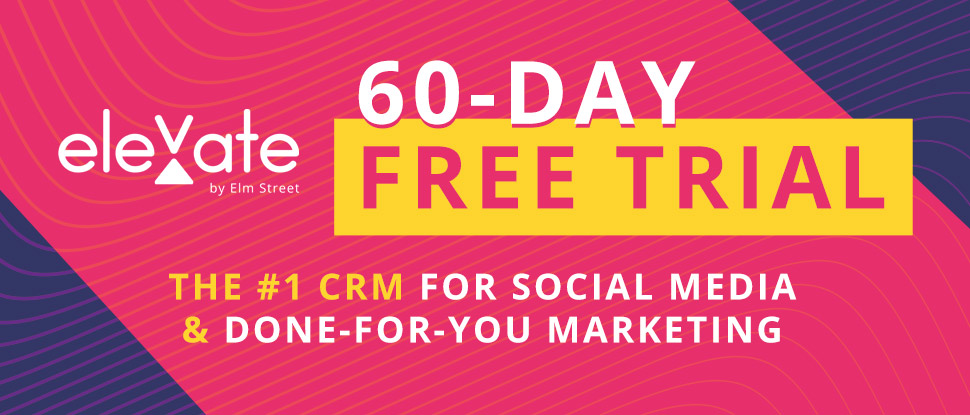 elevate
by Elm Street
60-DAY
FREE TRIAL
THE #1 CRM FOR SOCIAL MEDIA
& DONE-FOR-YOU MARKETING